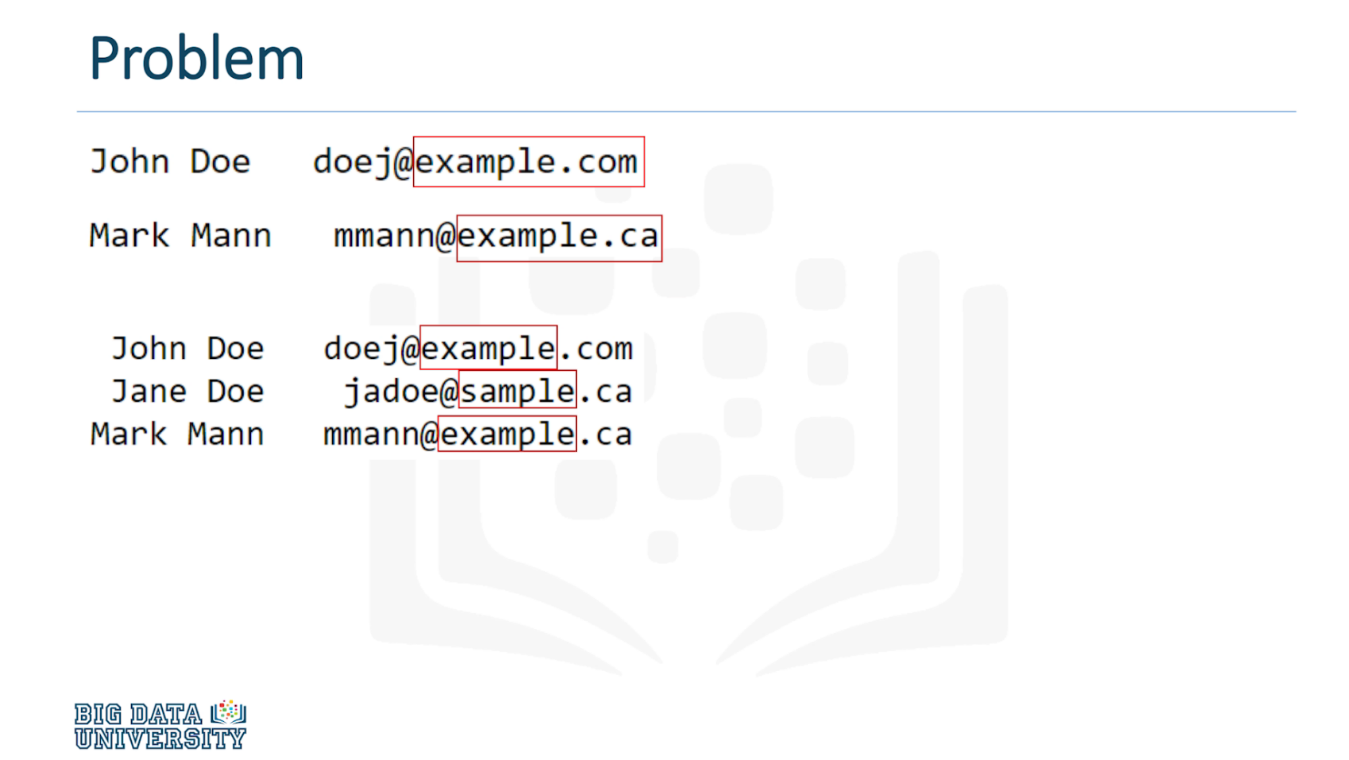 Problem
John Doe doej@example.com
Mark Mann mmann@example.ca
John Doe doej@example.com
Jane Doe jadoe@sample.ca
Mark Mann mmann@example.ca
BIG DATA
UNIVERSITY